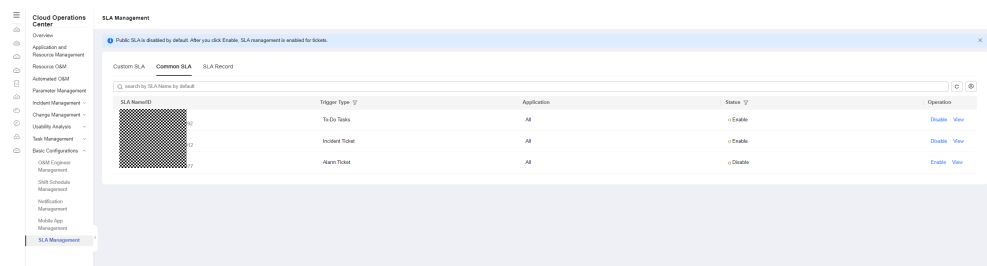 Cloud Operations
Center
SLA Management
Overview
Application and
Resource Management
Resource O&M
Automated O&M
Parameter Management
Incident Management
Change Management
Usability Analysis
Task Management
Basic Configurations
O&M Engineer
Management
Shift Schedule
Management
Notification
Management
Mobile App
Management
SLA Management
Public SLA is disabled by default. After you click Enable, SLA management is enabled for tickets.
Custom SLA Common SLA SLA Record
search by SLA Name by default
SLA Name/ID Trigger Type Application Status Operation
To-Do Tasks All Enable Disable View
Incident Ticket All Enable Disable View
Alarm Ticket All Disable Enable View